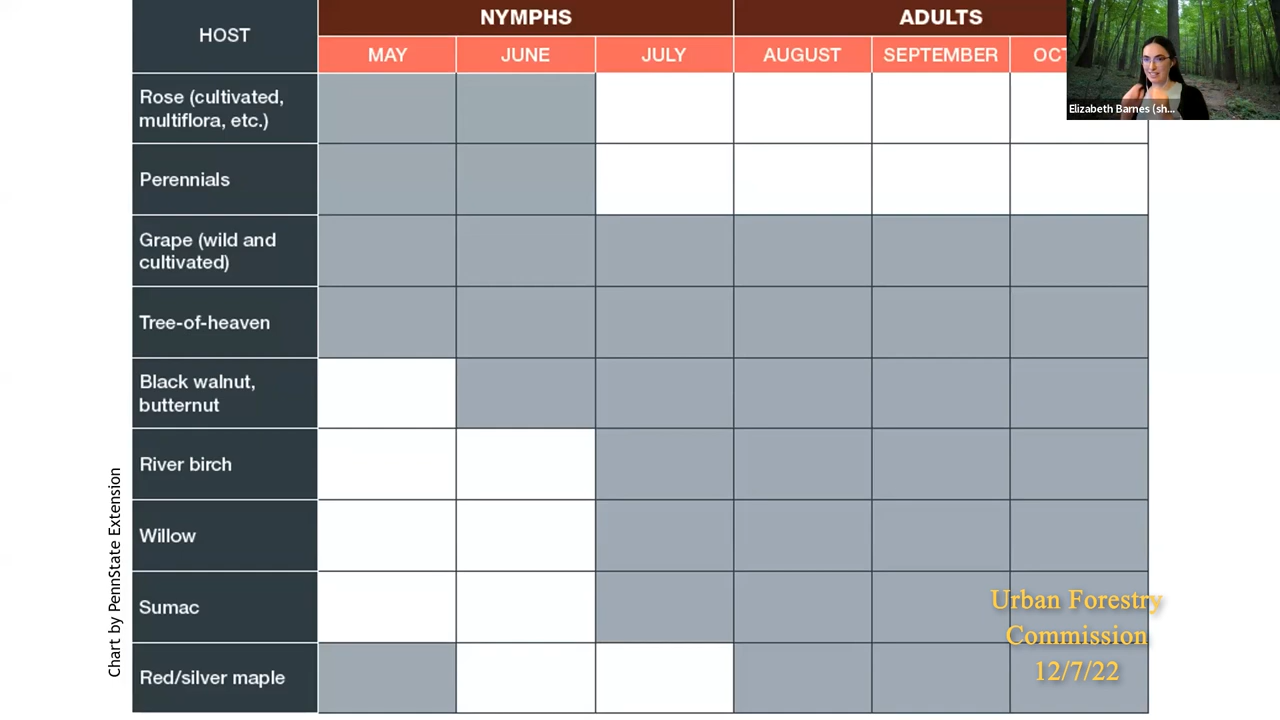 HOST
NYMPHS
ADULTS
MAY
JUNE
JULY
AUGUST
SEPTEMBER
OCT
Rose (cultivated,
multiflora, etc.)
Perennials
Grape (wild and
cultivated)
Tree-of-heaven
Black walnut,
butternut
River birch
Willow
Sumac
Red/silver maple
Chart by PennState Extension
Elizabeth Barnes (sh...
Urban Forestry
Commission
12/7/22